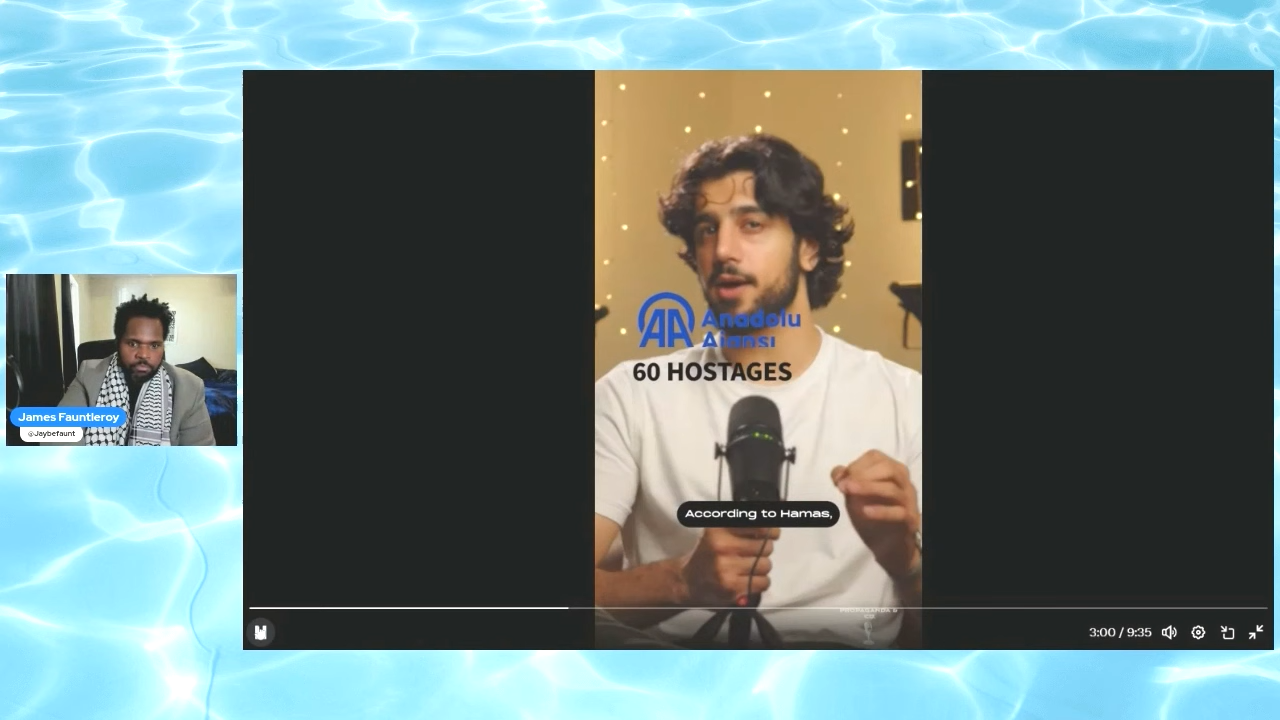 Anadolu
Ajansı
60 HOSTAGES
According to Hamas,
James Fauntleroy
@Jaybefaunt
3:00 / 9:35